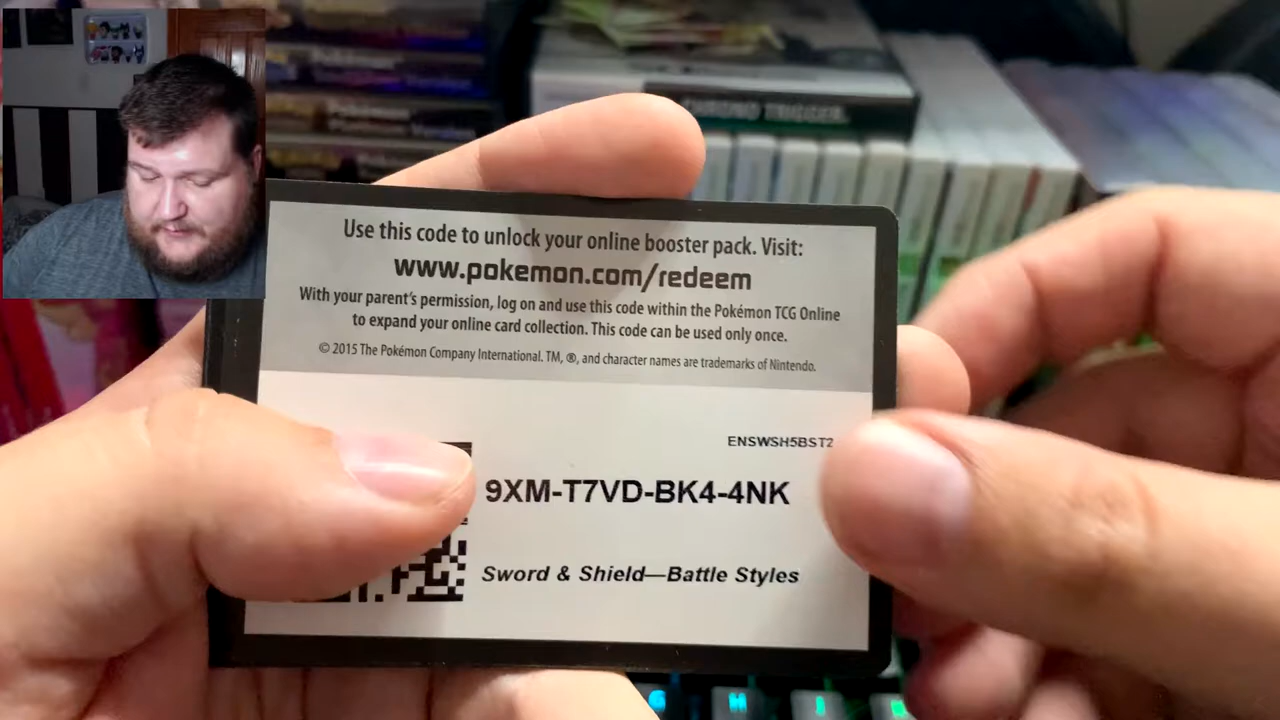 CHRONO TRIGGER.
Use this code to unlock your online booster pack. Visit:
www.pokemon.com/redeem
With your parent's permission, log on and use this code within the Pokémon TCG Online
to expand your online card collection. This code can be used only once.
© 2015 The Pokémon Company International. TM, ®, and character names are trademarks of Nintendo.
ENSWSH5BST2
9XM-T7VD-BK4-4NK
Sword & Shield—Battle Styles
G H J